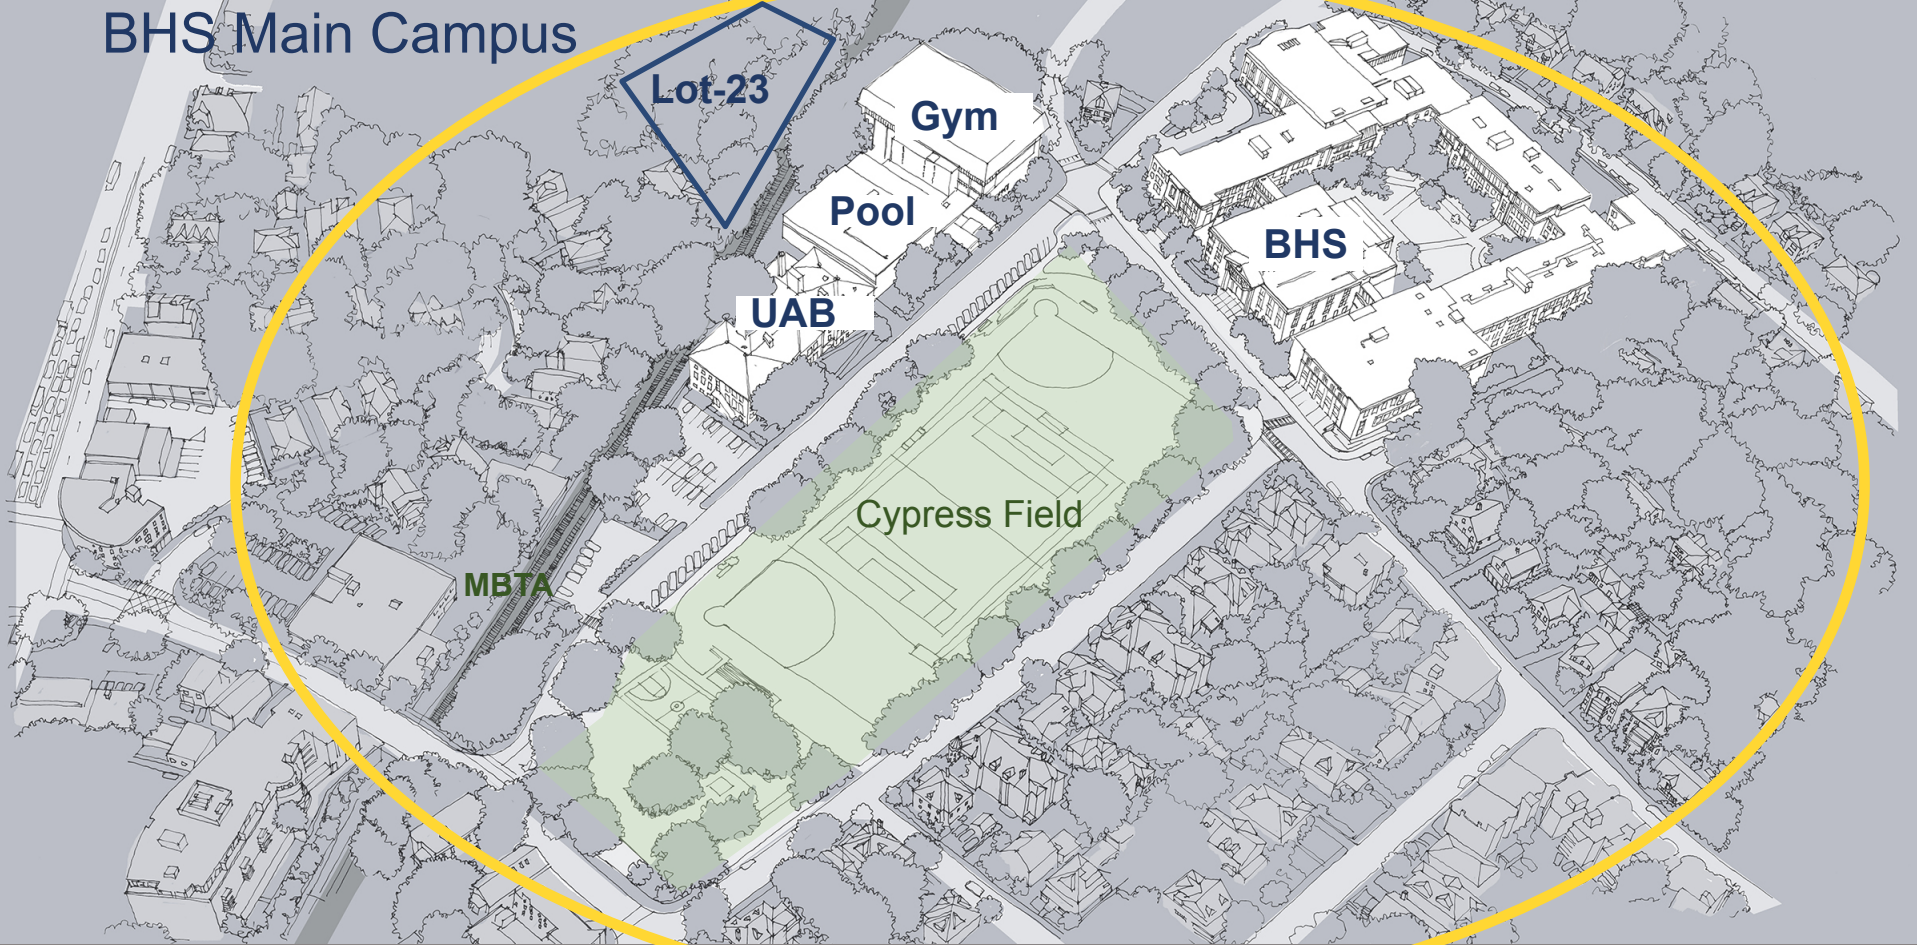 BHS Main Campus
Lot-23
Gym
Pool
BHS
UAB
Cypress Field
MBTA